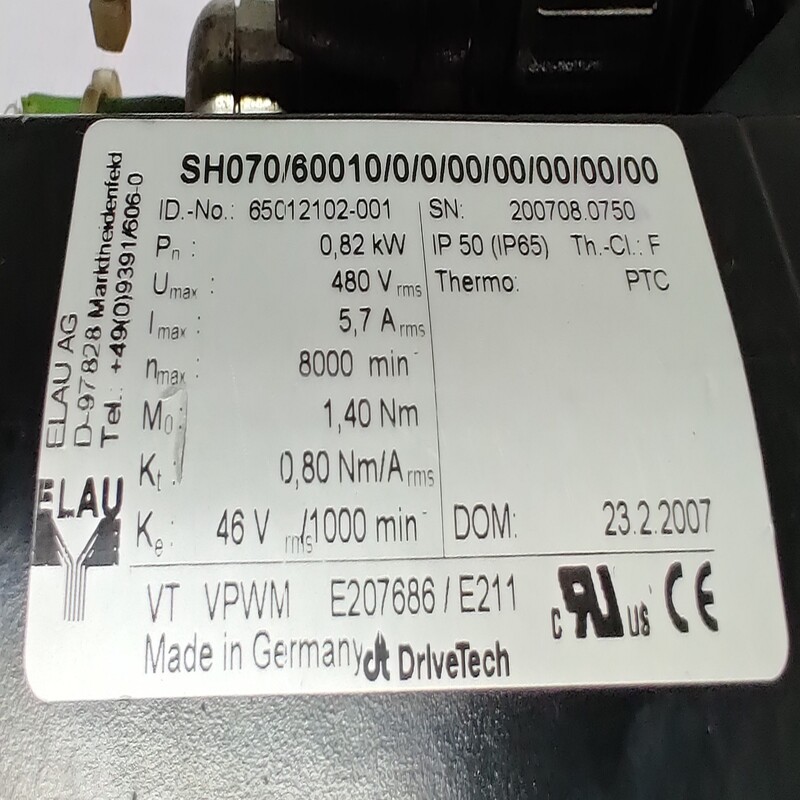 SH070/60010/0/0/00/00/00/00/00
ID.-No.: 65012102-001 SN: 200708.0750
Pn : 0,82 kW IP 50 (IP65) Th.-Cl.: F
Umax : 480 Vrms Thermo: PTC
Imax : 5,7 Arms
nmax : 8000 min-
M0 : 1,40 Nm
Kt : 0,80 Nm/Arms
Ke : 46 Vrms/1000 min- DOM: 23.2.2007
VT VPWM E207686 / E211
Made in Germany dt DriveTech
c RU us CE
ELAU AG
D-97828 Marktheidenfeld
Tel.: +49(0)9391/606-0
ELAU